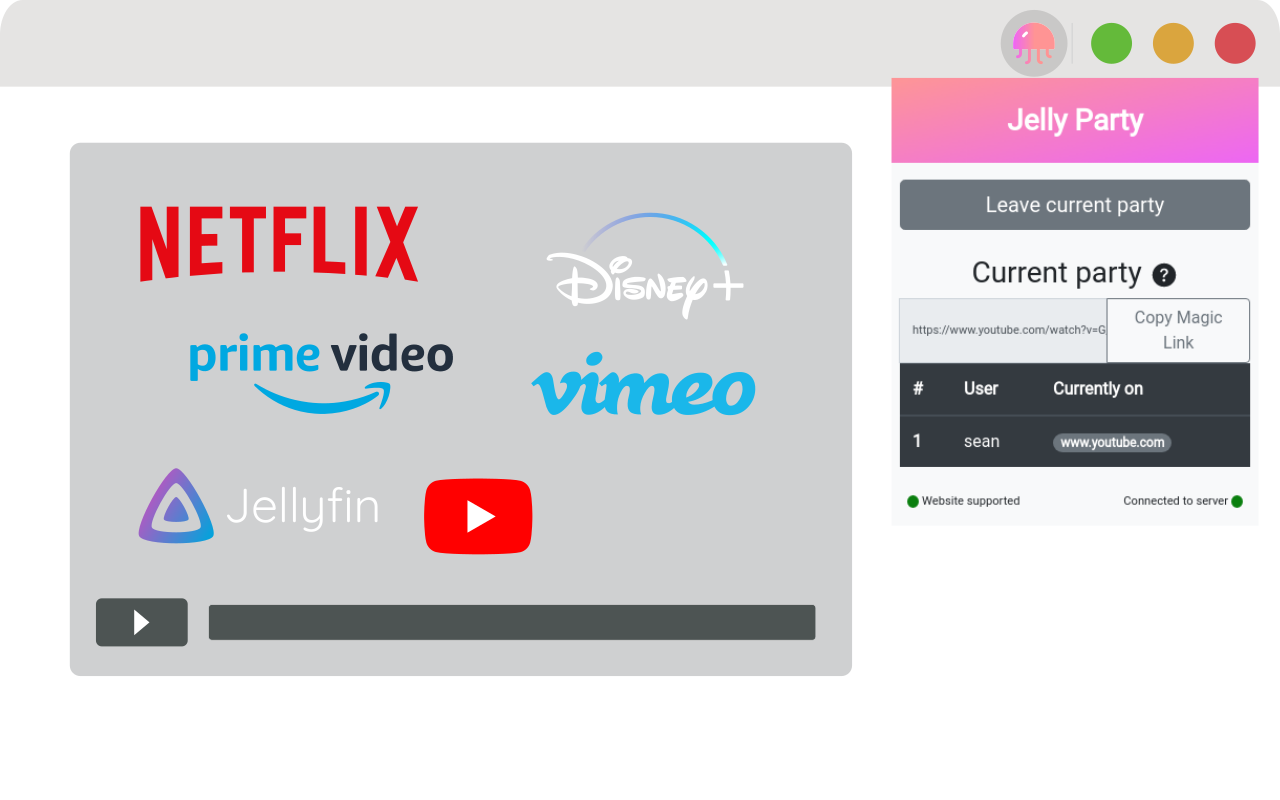 NETFLIX
Disney+
prime video
vimeo
Jellyfin
Jelly Party
Leave current party
Current party ?
https://www.youtube.com/watch?v=G
Copy Magic
Link
# User Currently on
1 sean www.youtube.com
Website supported Connected to server